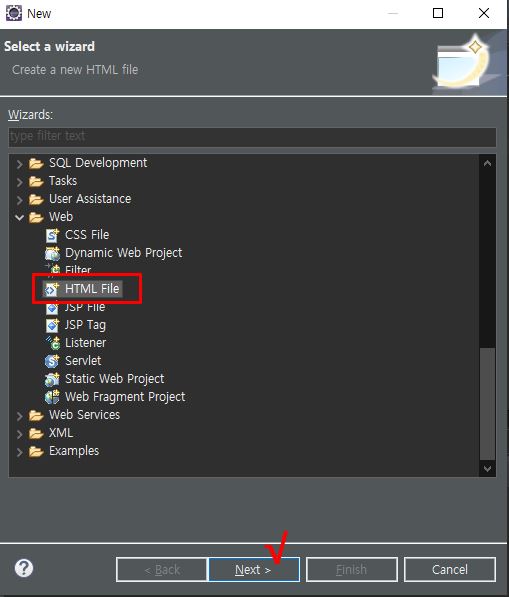 New
Select a wizard
Create a new HTML file
Wizards:
type filter text
SQL Development
Tasks
User Assistance
Web
CSS File
Dynamic Web Project
Filter
HTML File
JSP File
JSP Tag
Listener
Servlet
Static Web Project
Web Fragment Project
Web Services
XML
Examples
?
< Back
Next >
Finish
Cancel